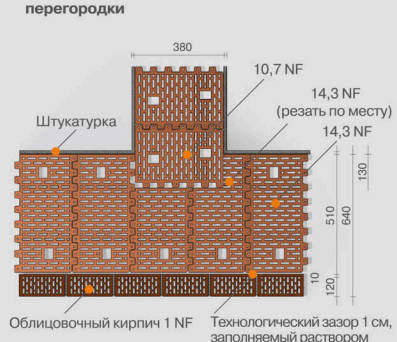 перегородки
380
10,7 NF
14,3 NF
(резать по месту)
Штукатурка
14,3 NF
130
510
640
10
120
Облицовочный кирпич 1 NF
Технологический зазор 1 см,
заполняемый раствором